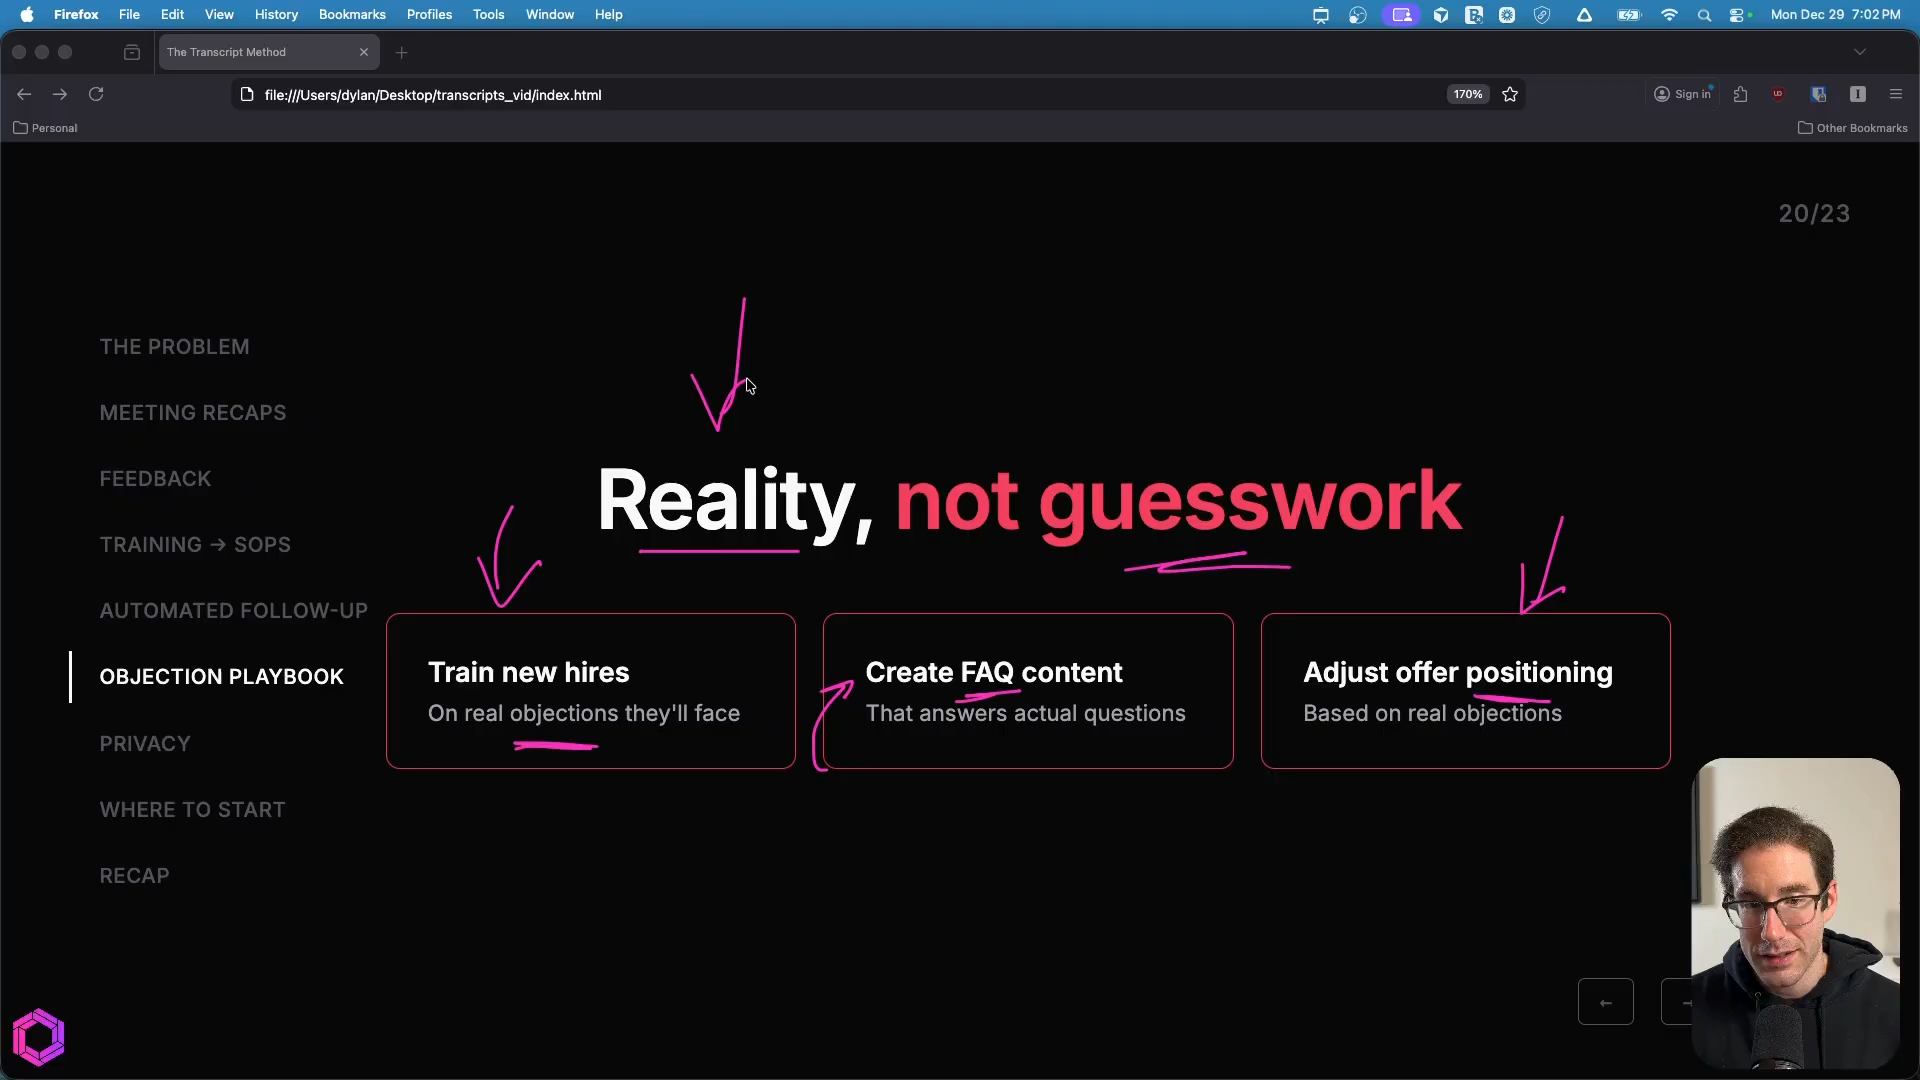 Firefox File Edit View History Bookmarks Profiles Tools Window Help Mon Dec 29 7:02 PM
The Transcript Method
file:///Users/dylan/Desktop/transcripts_vid/index.html 170% Sign in
Personal Other Bookmarks
20/23
THE PROBLEM
MEETING RECAPS
FEEDBACK
TRAINING → SOPS
AUTOMATED FOLLOW-UP
OBJECTION PLAYBOOK
PRIVACY
WHERE TO START
RECAP
Reality, not guesswork
Train new hires
On real objections they'll face
Create FAQ content
That answers actual questions
Adjust offer positioning
Based on real objections